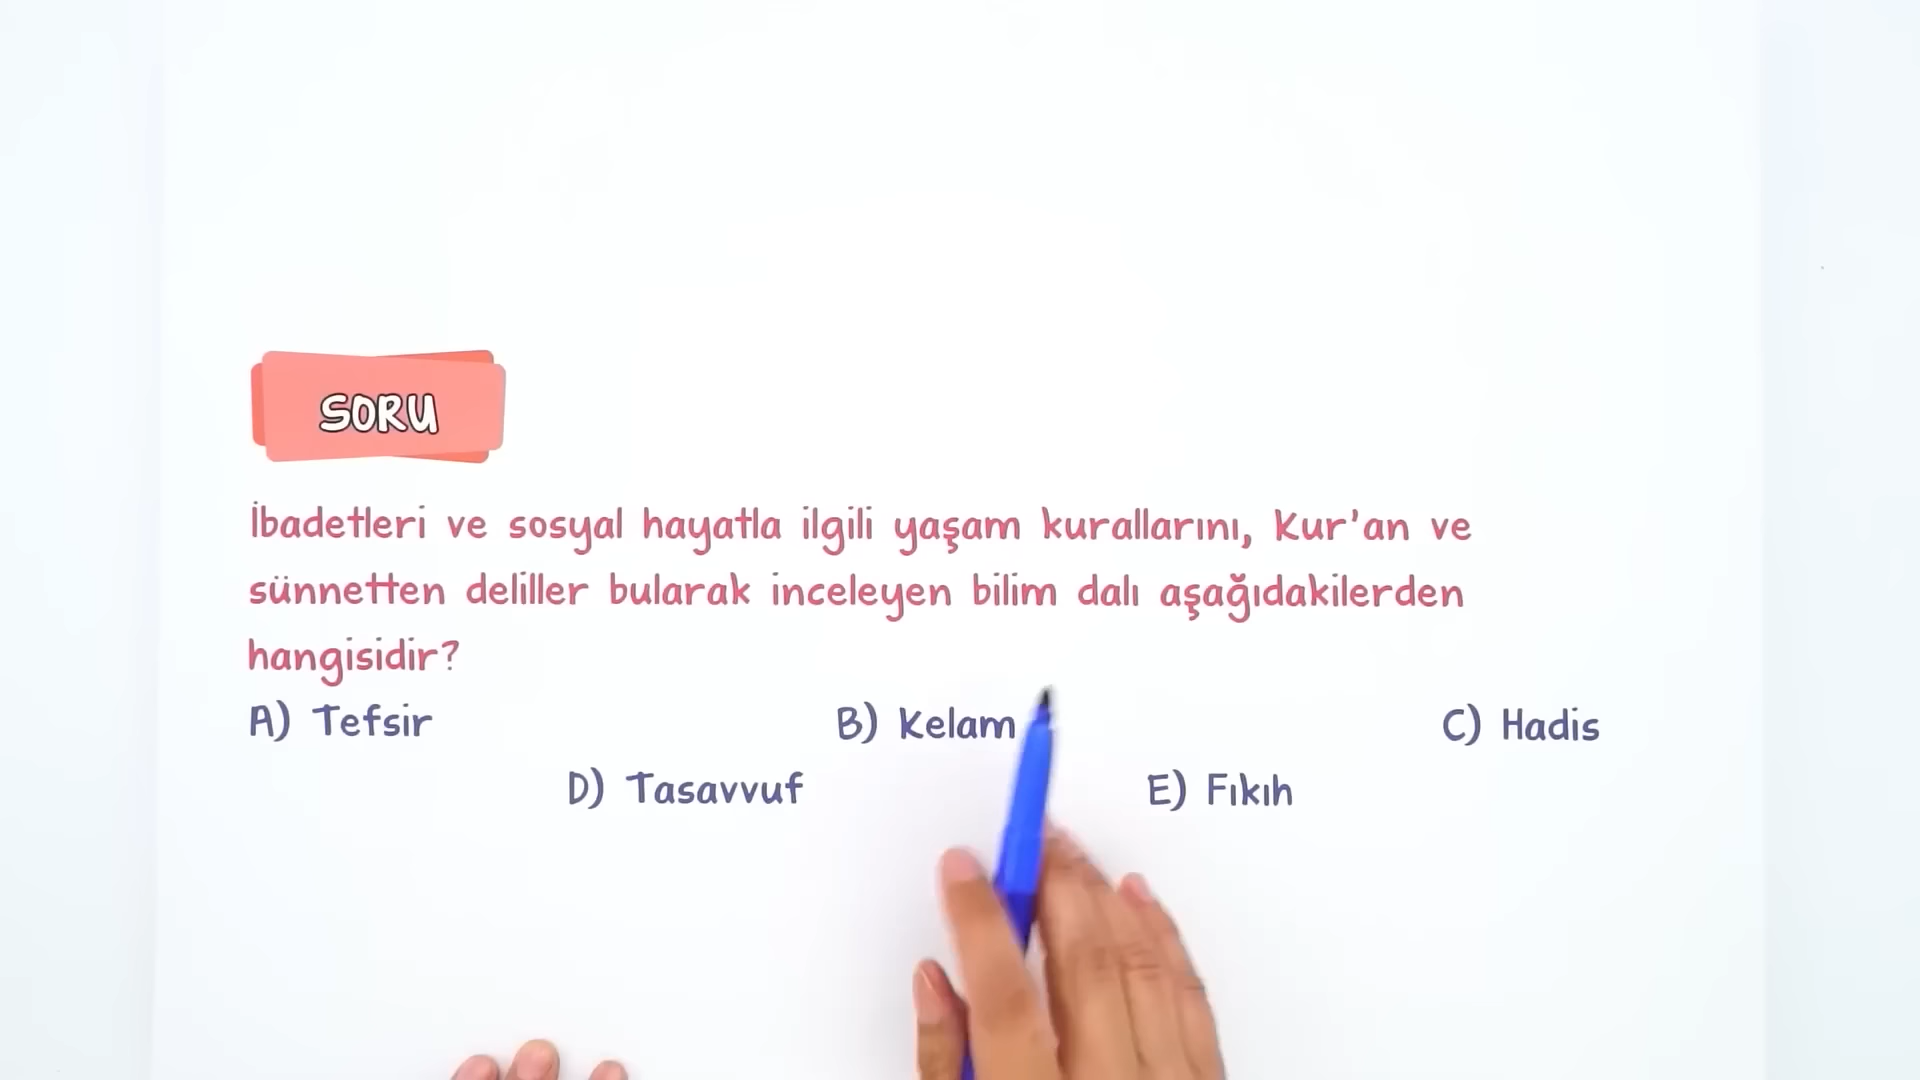 SORU
İbadetleri ve sosyal hayatla ilgili yaşam kurallarını, Kur'an ve
sünnetten deliller bularak inceleyen bilim dalı aşağıdakilerden
hangisidir?
A) Tefsir B) Kelam C) Hadis
D) Tasavvuf E) Fıkıh